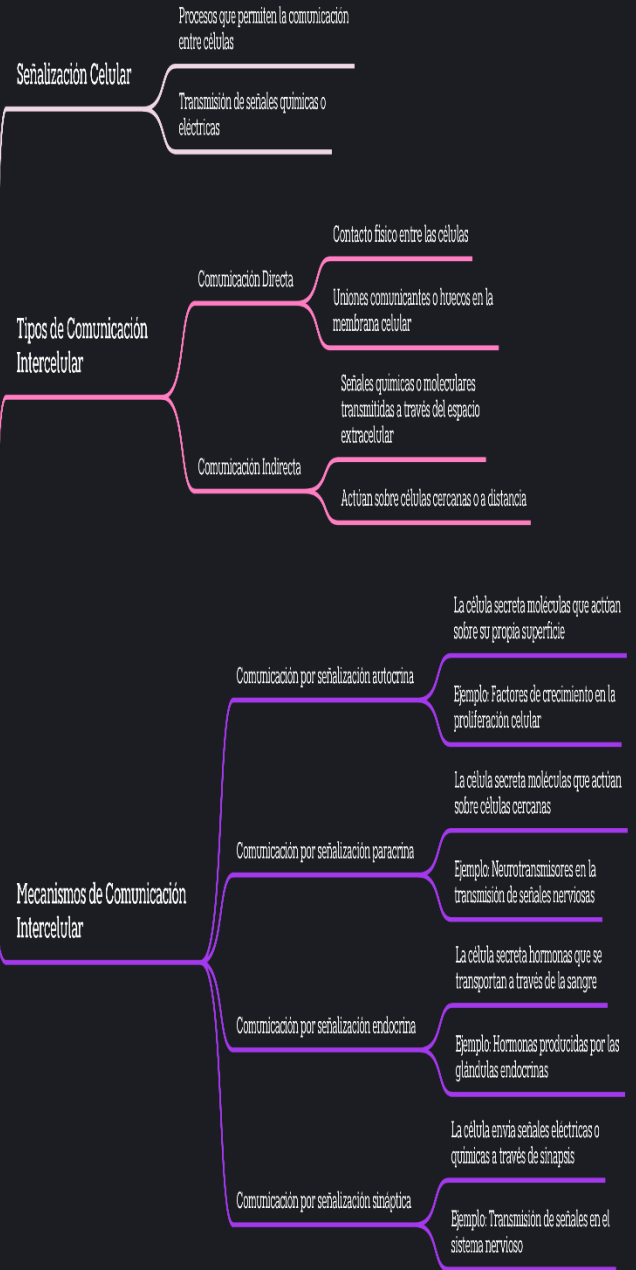 Señalización Celular
Procesos que permiten la comunicación
entre células
Transmisión de señales químicas o
eléctricas
Tipos de Comunicación
Intercelular
Comunicación Directa
Contacto físico entre las células
Uniones comunicantes o huecos en la
membrana celular
Comunicación Indirecta
Señales químicas o moleculares
transmitidas a través del espacio
extracelular
Actúan sobre células cercanas o a distancia
Mecanismos de Comunicación
Intercelular
Comunicación por señalización autocrina
La célula secreta moléculas que actúan
sobre su propia superficie
Ejemplo: Factores de crecimiento en la
proliferación celular
Comunicación por señalización paracrina
La célula secreta moléculas que actúan
sobre células cercanas
Ejemplo: Neurotransmisores en la
transmisión de señales nerviosas
Comunicación por señalización endocrina
La célula secreta hormonas que se
transportan a través de la sangre
Ejemplo: Hormonas producidas por las
glándulas endocrinas
Comunicación por señalización sináptica
La célula envía señales eléctricas o
químicas a través de sinapsis
Ejemplo: Transmisión de señales en el
sistema nervioso